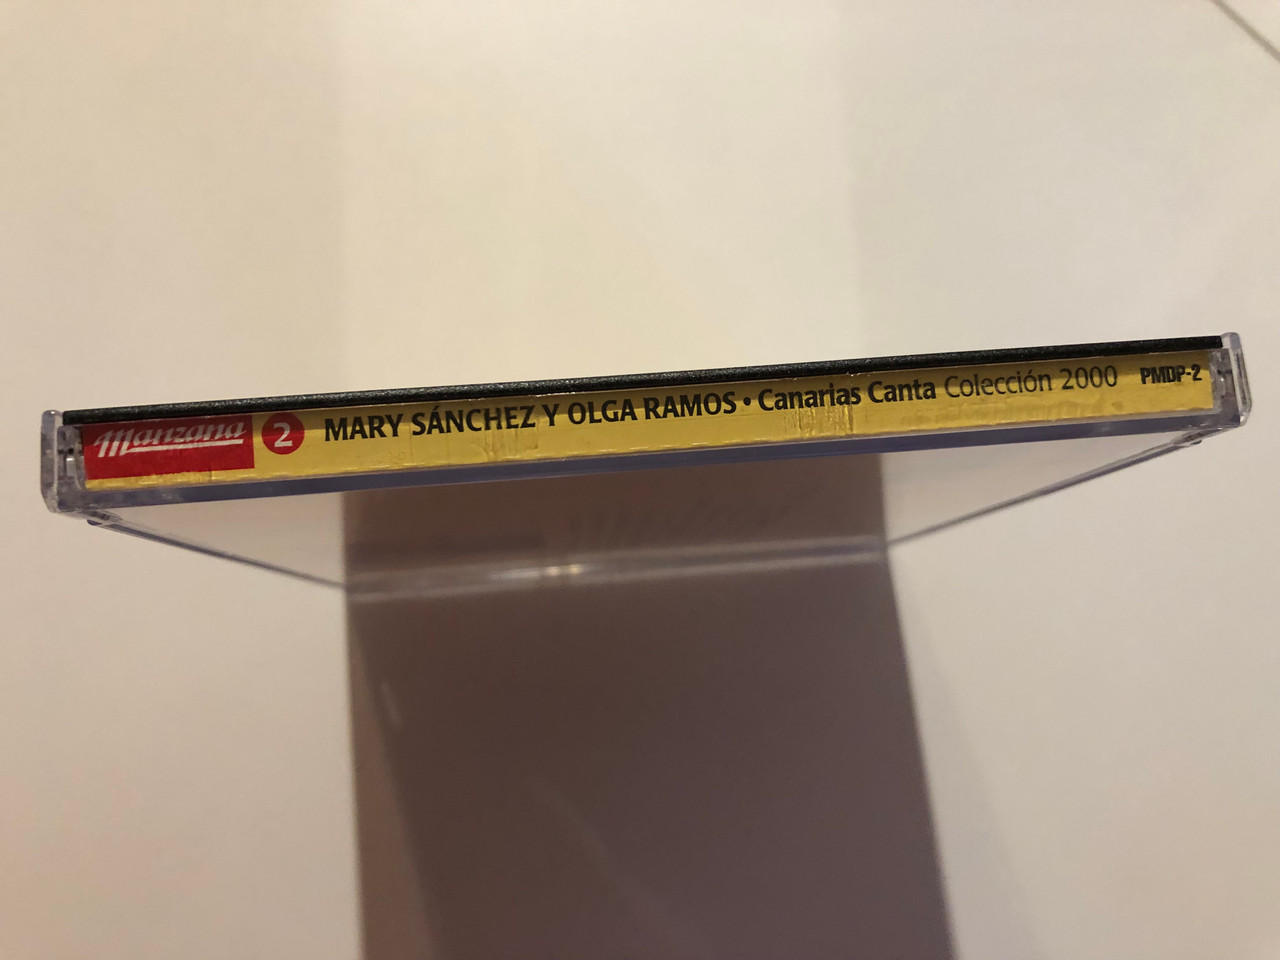 Manzana 2 MARY SÁNCHEZ Y OLGA RAMOS • Canarias Canta Colección 2000 PMDP-2